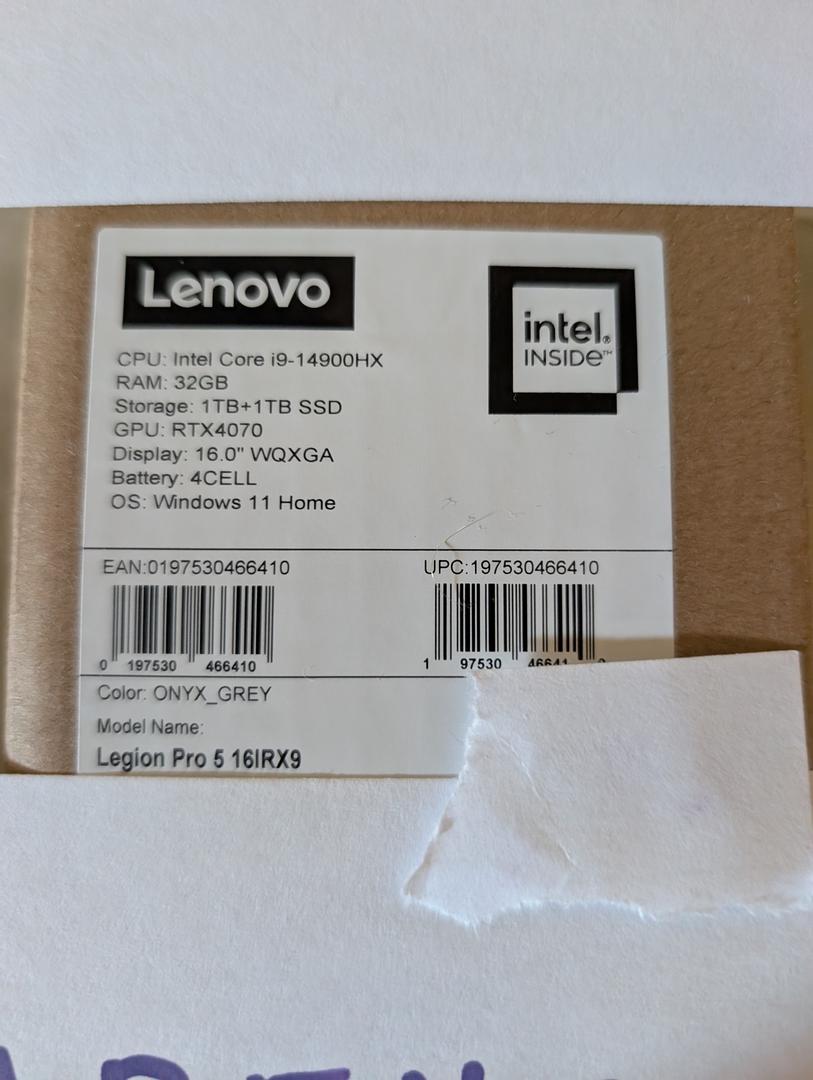 Lenovo
intel®
INSIDE™
CPU: Intel Core i9-14900HX
RAM: 32GB
Storage: 1TB+1TB SSD
GPU: RTX4070
Display: 16.0" WQXGA
Battery: 4CELL
OS: Windows 11 Home
EAN:0197530466410
UPC:197530466410
0 197530 466410
1 97530 46641
Color: ONYX_GREY
Model Name:
Legion Pro 5 16IRX9